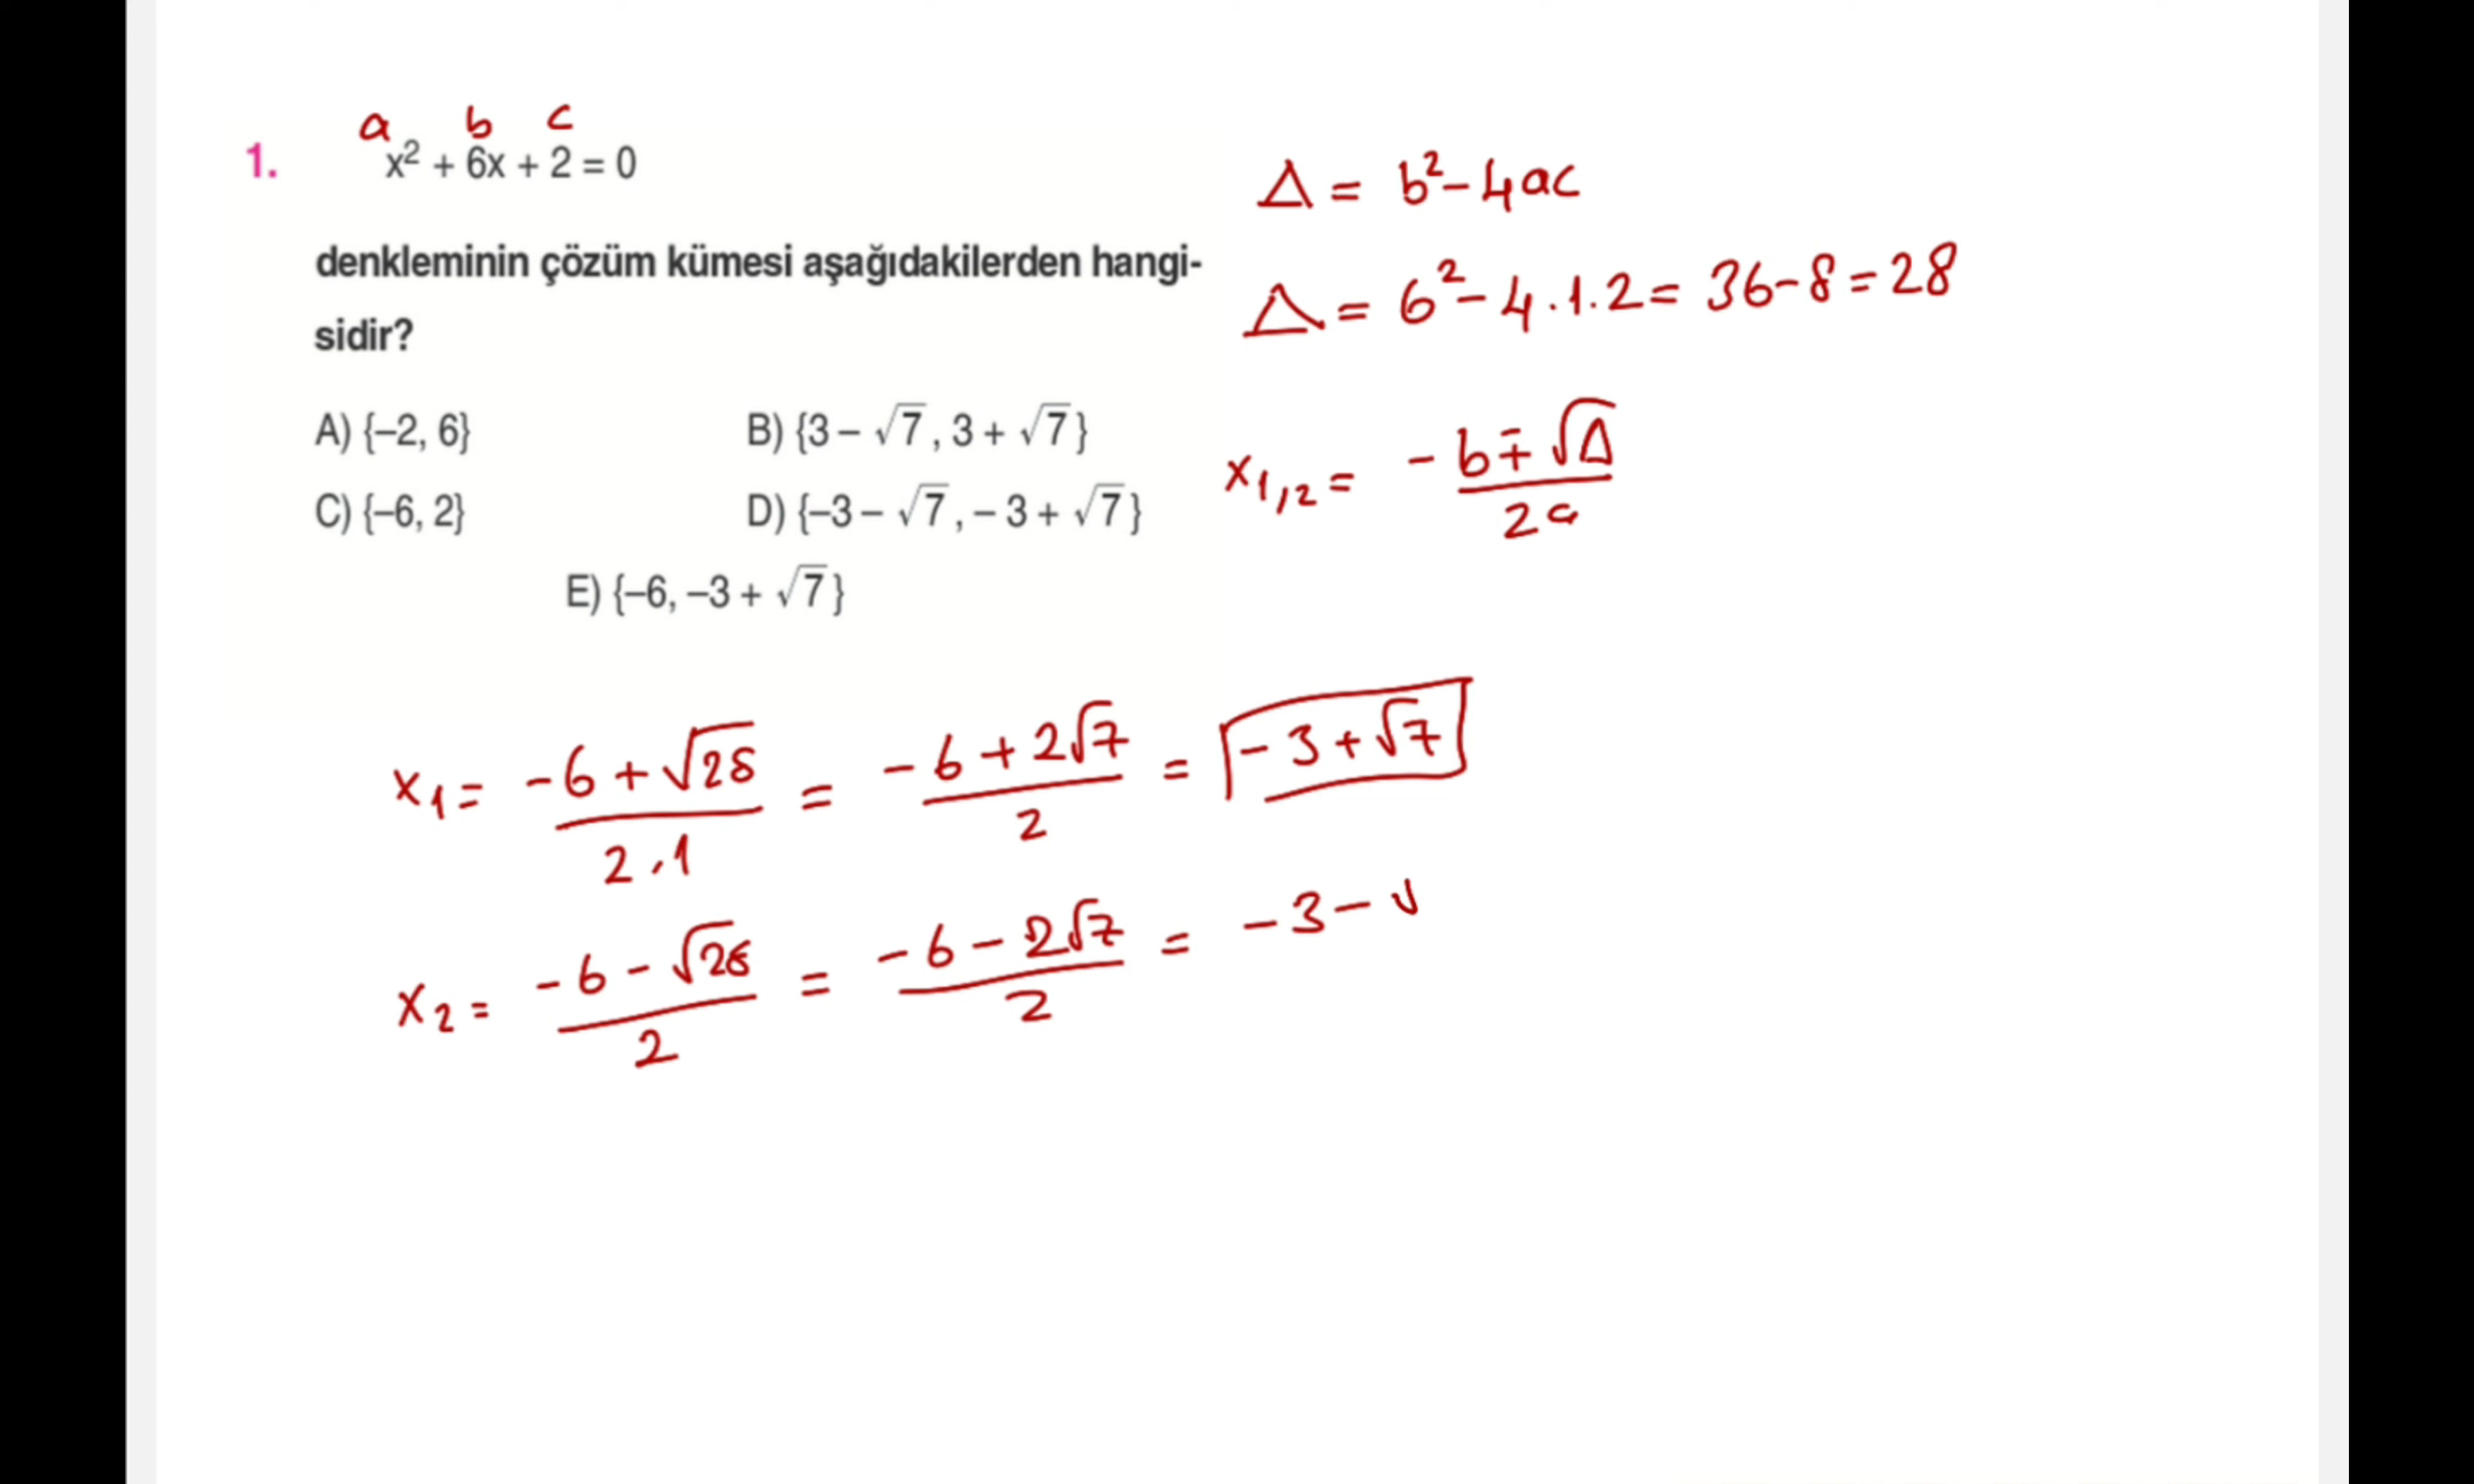 a b c
1. x² + 6x + 2 = 0
denkleminin çözüm kümesi aşağıdakilerden hangi-
sidir?
A) {–2, 6} B) {3 – √7, 3 + √7}
C) {–6, 2} D) {–3 – √7, – 3 + √7}
E) {–6, –3 + √7}
Δ = b² - 4ac
Δ = 6² - 4.1.2 = 36 - 8 = 28
x₁,₂ = (-b ∓ √Δ) / 2a
x₁ = (-6 + √28) / 2.1 = (-6 + 2√7) / 2 = -3 + √7
x₂ = (-6 - √28) / 2 = (-6 - 2√7) / 2 = -3 - √